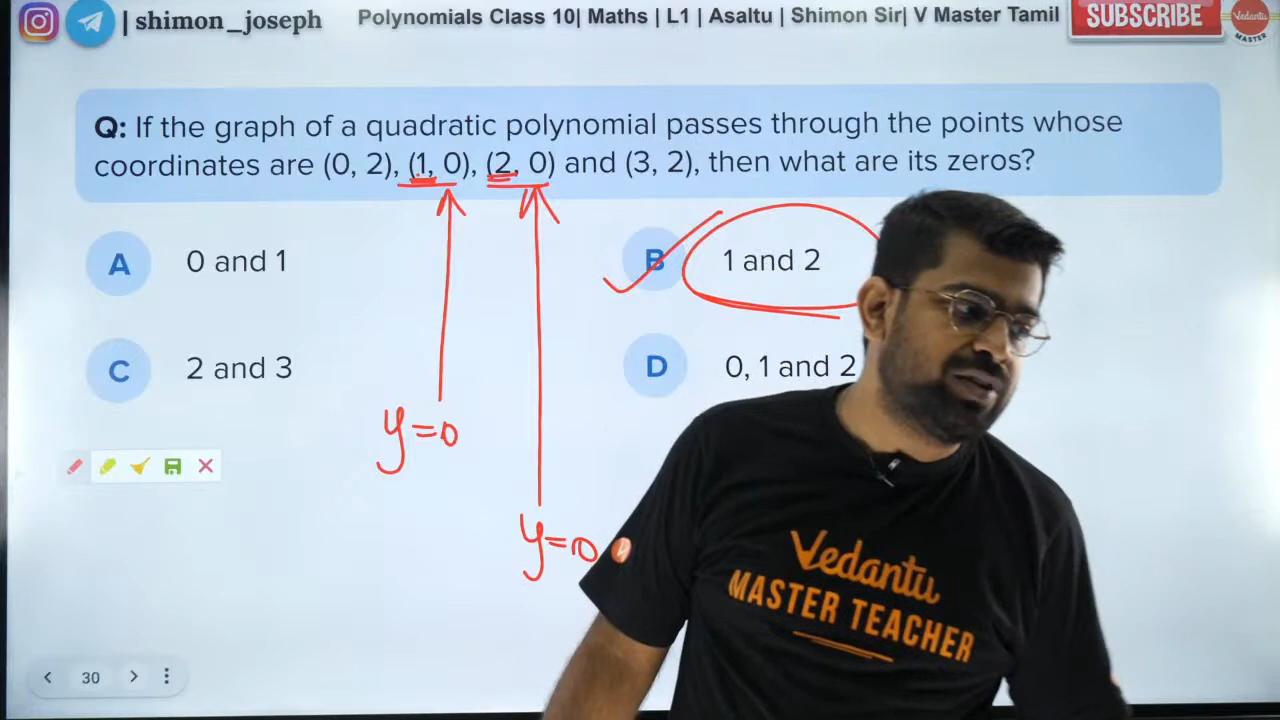 | shimon_joseph
Polynomials Class 10| Maths | L1 | Asaltu | Shimon Sir| V Master Tamil
SUBSCRIBE
Vedantu
MASTER
Q: If the graph of a quadratic polynomial passes through the points whose
coordinates are (0, 2), (1, 0), (2, 0) and (3, 2), then what are its zeros?
A 0 and 1
B 1 and 2
C 2 and 3
D 0, 1 and 2
y=0
y=0
Vedantu
MASTER TEACHER
30